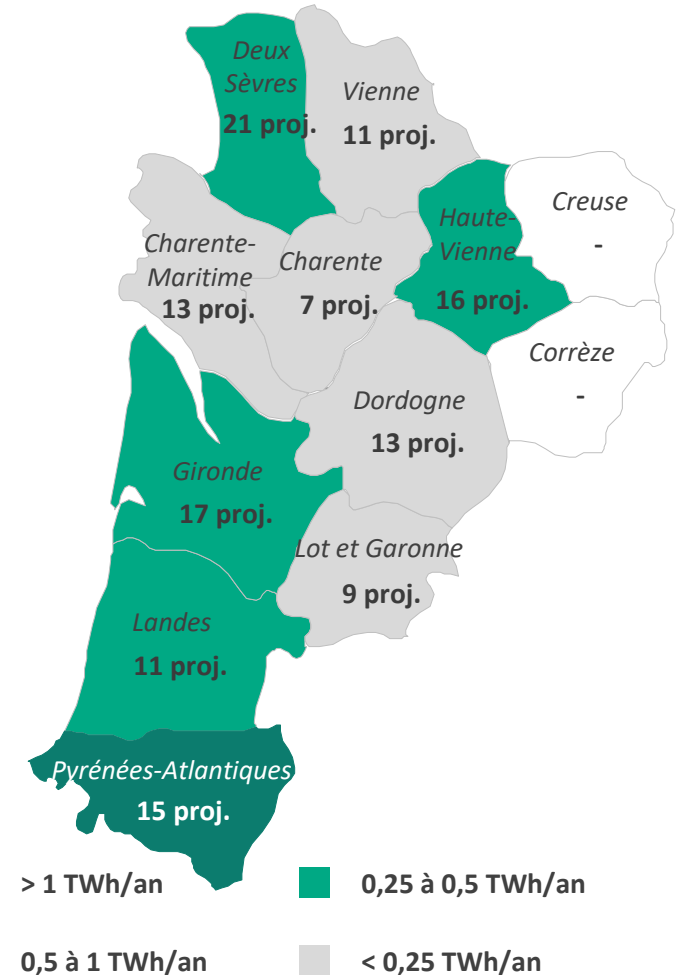 Deux
Sèvres
21 proj.
Vienne
11 proj.
Creuse
-
Haute-
Vienne
16 proj.
Charente-
Maritime
13 proj.
Charente
7 proj.
Corrèze
-
Dordogne
13 proj.
Gironde
17 proj.
Lot et Garonne
9 proj.
Landes
11 proj.
Pyrénées-Atlantiques
15 proj.
> 1 TWh/an
0,25 à 0,5 TWh/an
0,5 à 1 TWh/an
< 0,25 TWh/an